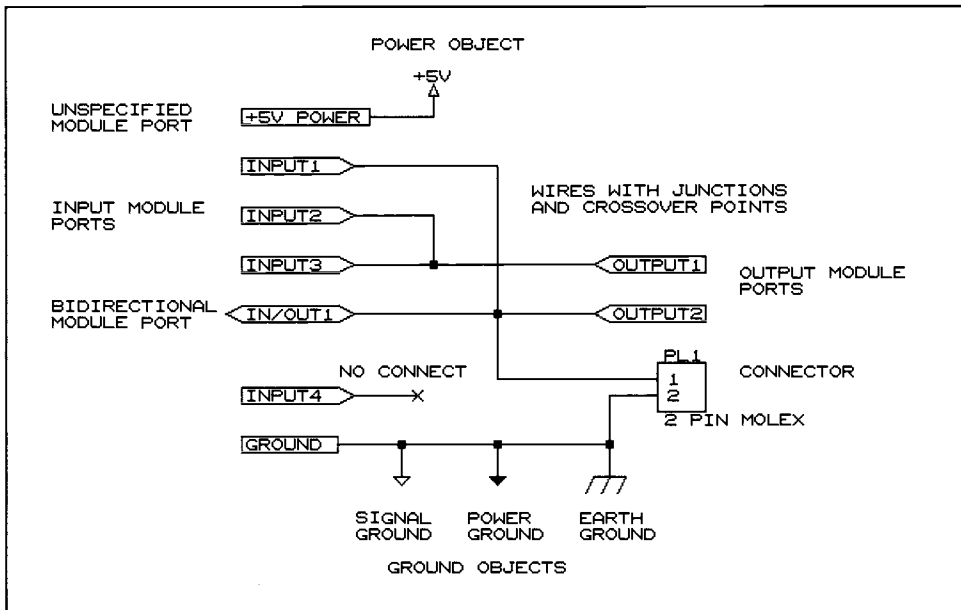 POWER OBJECT
+5V
UNSPECIFIED
MODULE PORT
+5V POWER
INPUT1
WIRES WITH JUNCTIONS
AND CROSSOVER POINTS
INPUT MODULE
PORTS
INPUT2
INPUT3
OUTPUT1
OUTPUT MODULE
PORTS
BIDIRECTIONAL
MODULE PORT
IN/OUT1
OUTPUT2
PL1
NO CONNECT
1
2
CONNECTOR
INPUT4
2 PIN MOLEX
GROUND
SIGNAL
GROUND
POWER
GROUND
EARTH
GROUND
GROUND OBJECTS